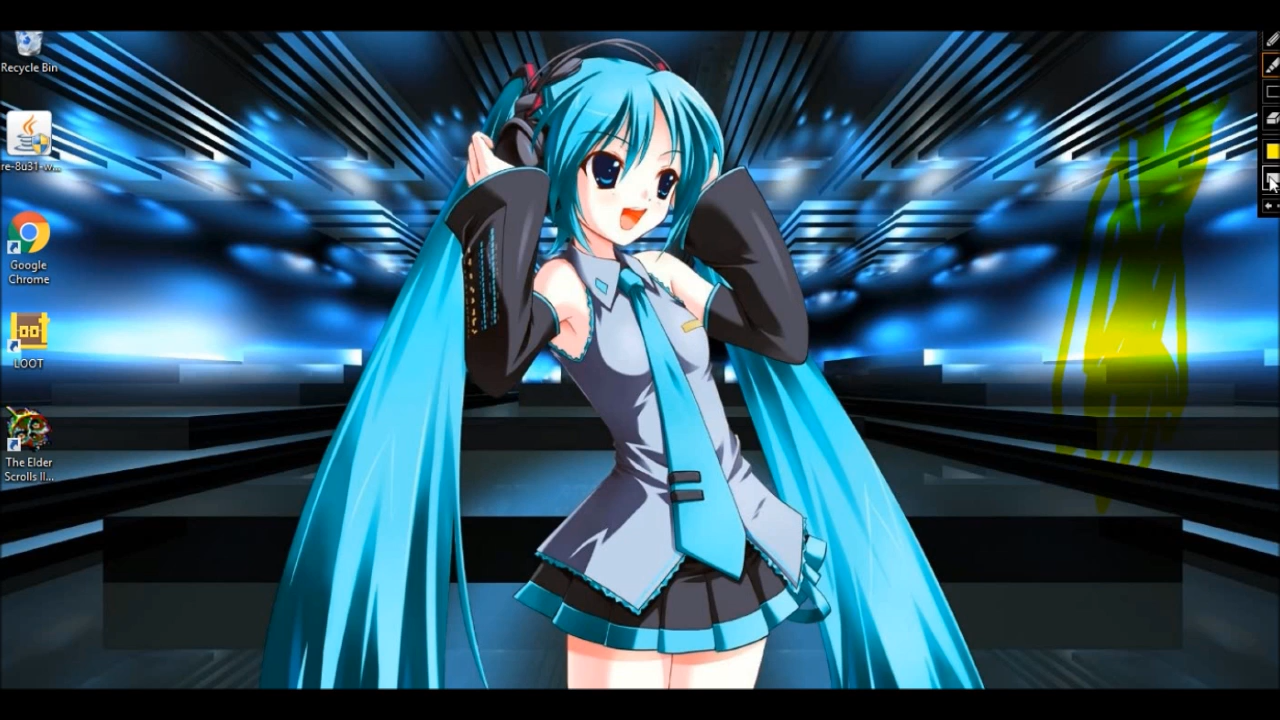 Recycle Bin
re-8u31-w...
Google
Chrome
LOOT
The Elder
Scrolls II...